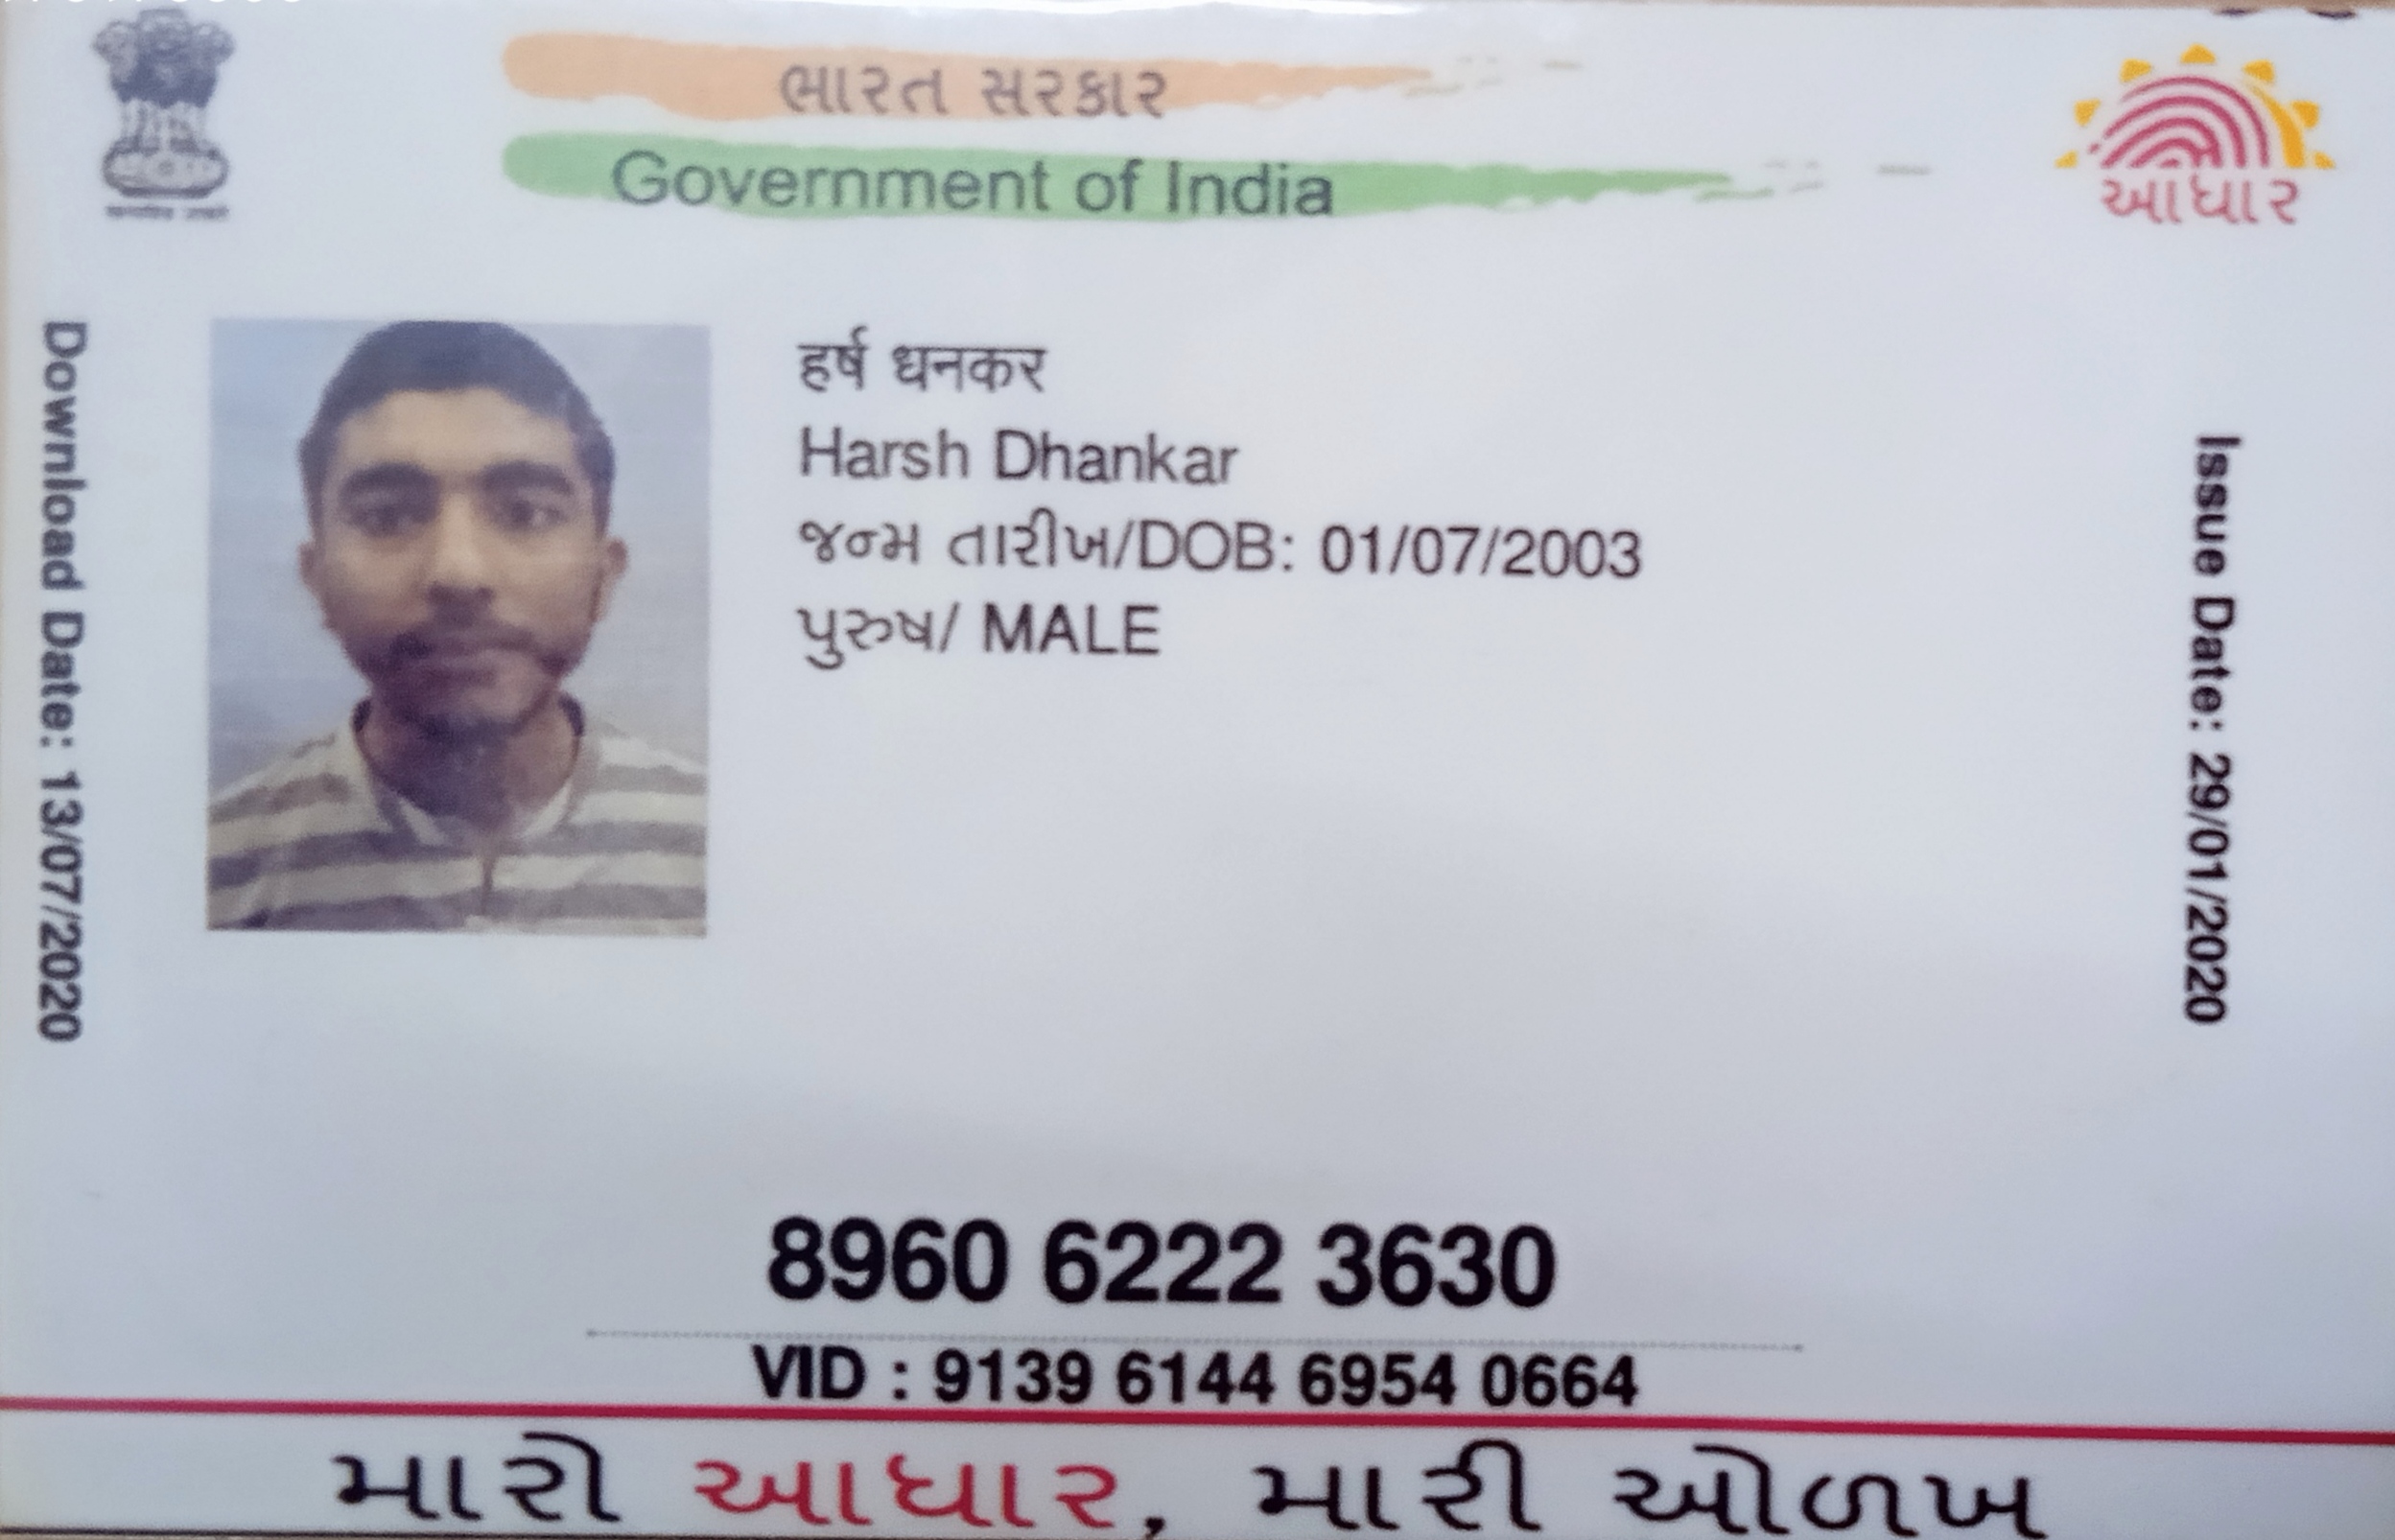 ભારત સરકાર
Government of India
આધાર
Download Date: 13/07/2020
हर्ष धनकर
Harsh Dhankar
જન્મ તારીખ/DOB: 01/07/2003
પુરુષ/ MALE
Issue Date: 29/01/2020
8960 6222 3630
VID : 9139 6144 6954 0664
મારો આધાર, મારી ઓળખ